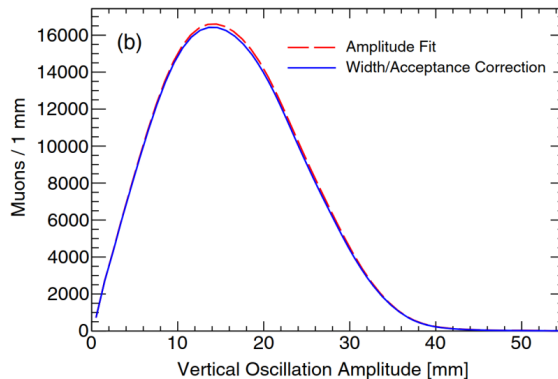 (b)
Amplitude Fit
Width/Acceptance Correction
Muons / 1 mm
16000
14000
12000
10000
8000
6000
4000
2000
0
0 10 20 30 40 50
Vertical Oscillation Amplitude [mm]